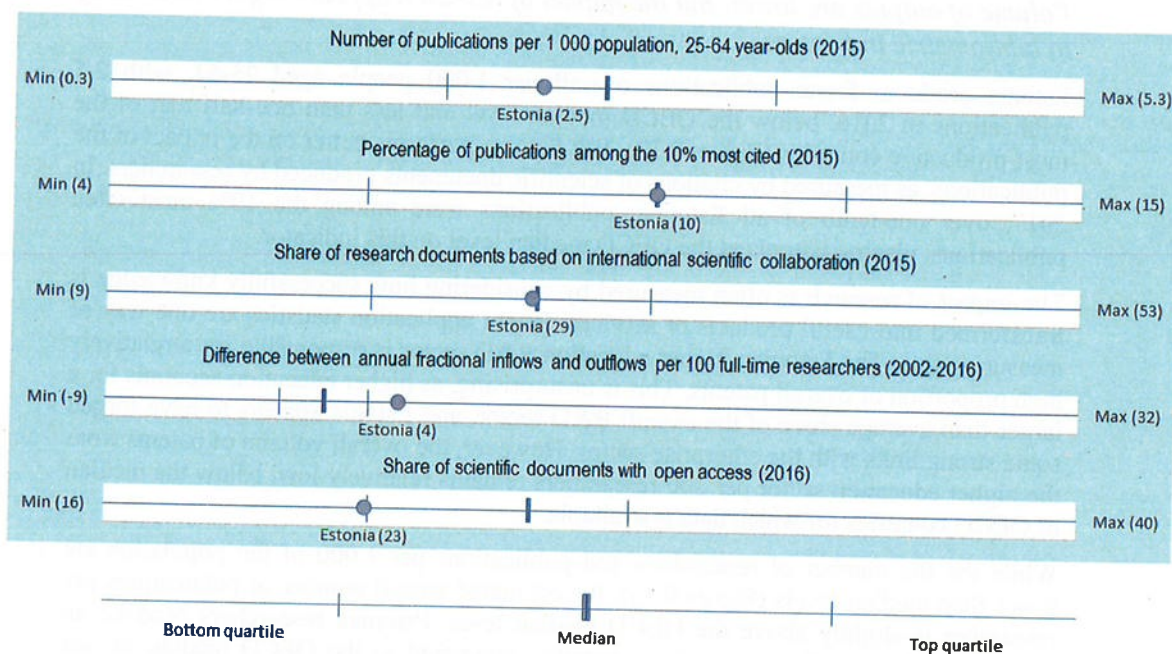 Number of publications per 1 000 population, 25-64 year-olds (2015)
Min (0.3)
Max (5.3)
Estonia (2.5)
Percentage of publications among the 10% most cited (2015)
Min (4)
Max (15)
Estonia (10)
Share of research documents based on international scientific collaboration (2015)
Min (9)
Max (53)
Estonia (29)
Difference between annual fractional inflows and outflows per 100 full-time researchers (2002-2016)
Min (-9)
Max (32)
Estonia (4)
Share of scientific documents with open access (2016)
Min (16)
Max (40)
Estonia (23)
Bottom quartile
Median
Top quartile